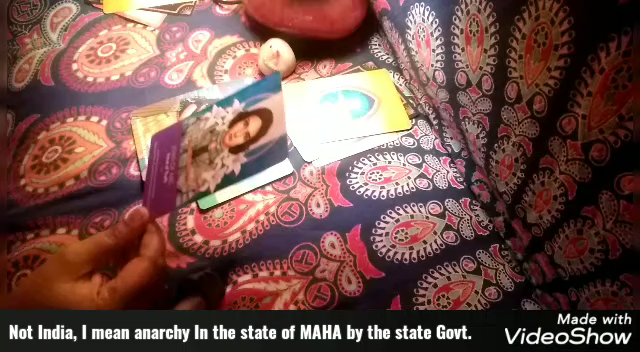 Not India, I mean anarchy In the state of MAHA by the state Govt.
Made with
VideoShow